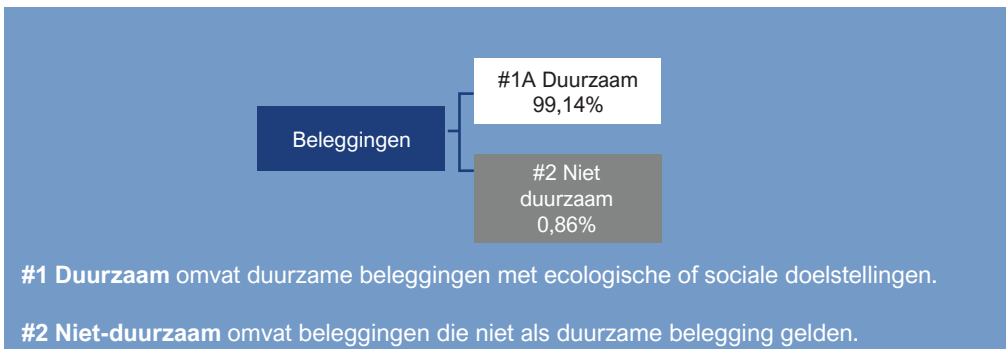 #1A Duurzaam
99,14%
Beleggingen
#2 Niet
duurzaam
0,86%
#1 Duurzaam omvat duurzame beleggingen met ecologische of sociale doelstellingen.
#2 Niet-duurzaam omvat beleggingen die niet als duurzame belegging gelden.